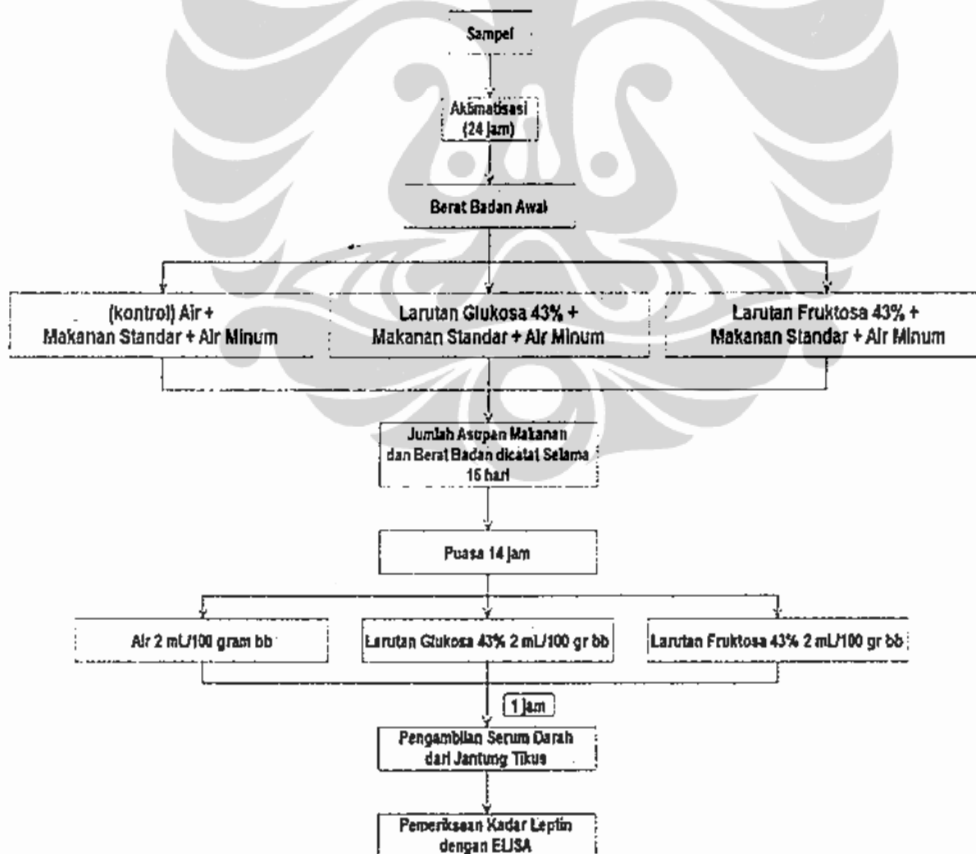 Sampel
Aklimatisasi
(24 jam)
Berat Badan Awal
(kontrol) Air +
Makanan Standar + Air Minum
Larutan Glukosa 43% +
Makanan Standar + Air Minum
Larutan Fruktosa 43% +
Makanan Standar + Air Minum
Jumlah Asupan Makanan
dan Berat Badan dicatat Selama
15 hari
Puasa 14 jam
Air 2 mL/100 gram bb
Larutan Glukosa 43% 2 mL/100 gr bb
Larutan Fruktosa 43% 2 mL/100 gr bb
1 jam
Pengambilan Serum Darah
dari Jantung Tikus
Pemeriksaan Kadar Leptin
dengan ELISA